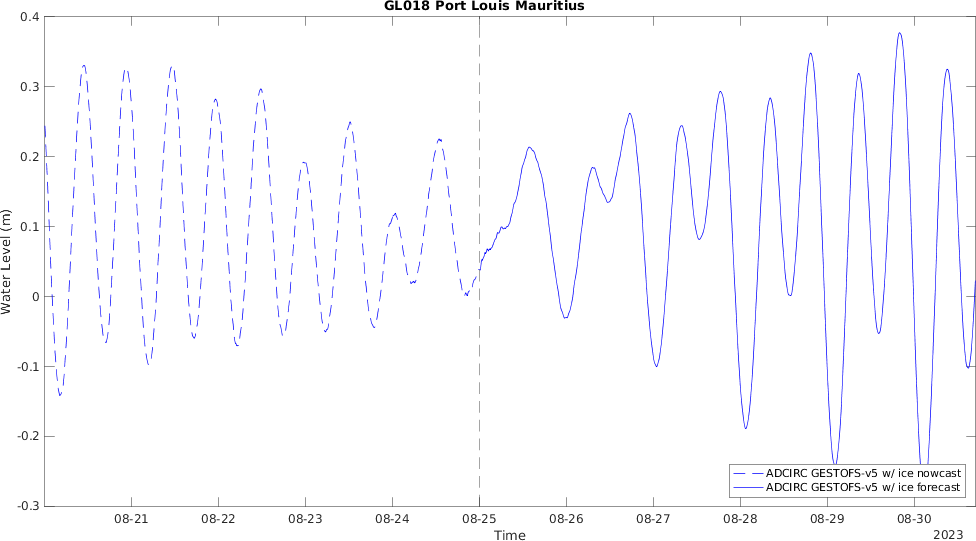 GL018 Port Louis Mauritius
0.4
0.3
0.2
0.1
0
-0.1
-0.2
-0.3
Water Level (m)
ADCIRC GESTOFS-v5 w/ ice nowcast
ADCIRC GESTOFS-v5 w/ ice forecast
08-21 08-22 08-23 08-24 08-25 08-26 08-27 08-28 08-29 08-30
Time
2023